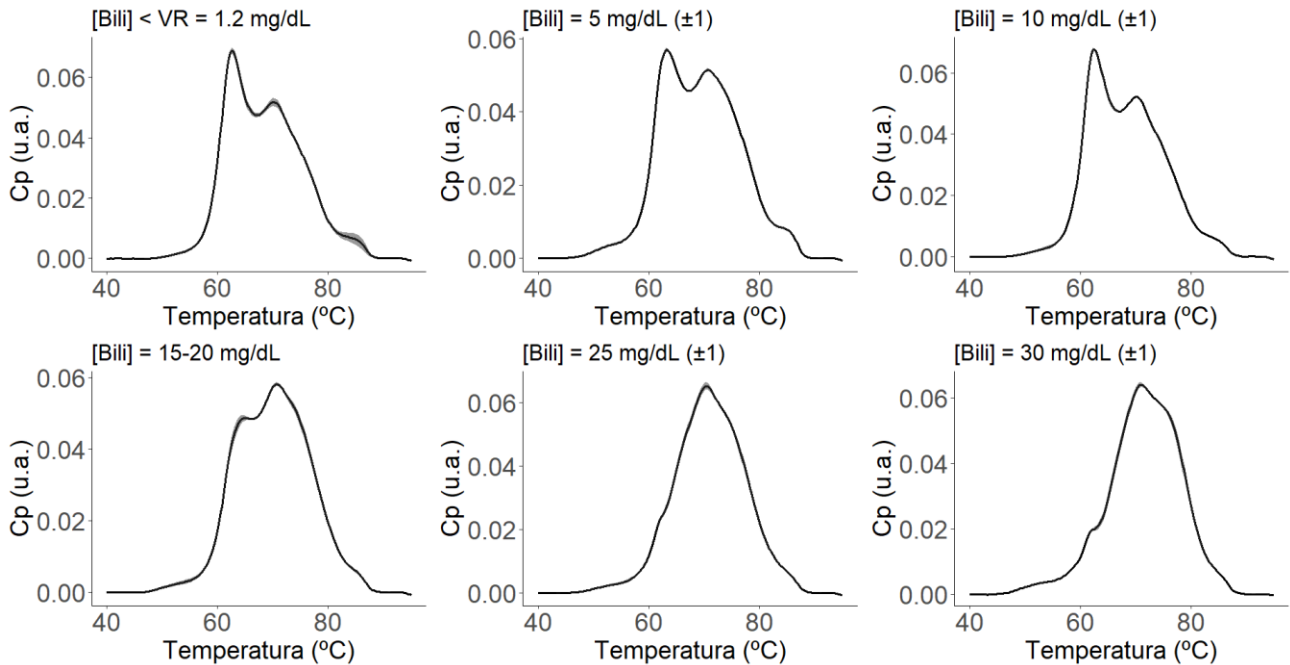 [Bili] < VR = 1.2 mg/dL
Cp (u.a.)
0.06
0.04
0.02
0.00
40 60 80
Temperatura (ºC)
[Bili] = 5 mg/dL (±1)
Cp (u.a.)
0.06
0.04
0.02
0.00
40 60 80
Temperatura (ºC)
[Bili] = 10 mg/dL (±1)
Cp (u.a.)
0.06
0.04
0.02
0.00
40 60 80
Temperatura (ºC)
[Bili] = 15-20 mg/dL
Cp (u.a.)
0.06
0.04
0.02
0.00
40 60 80
Temperatura (ºC)
[Bili] = 25 mg/dL (±1)
Cp (u.a.)
0.06
0.04
0.02
0.00
40 60 80
Temperatura (ºC)
[Bili] = 30 mg/dL (±1)
Cp (u.a.)
0.06
0.04
0.02
0.00
40 60 80
Temperatura (ºC)